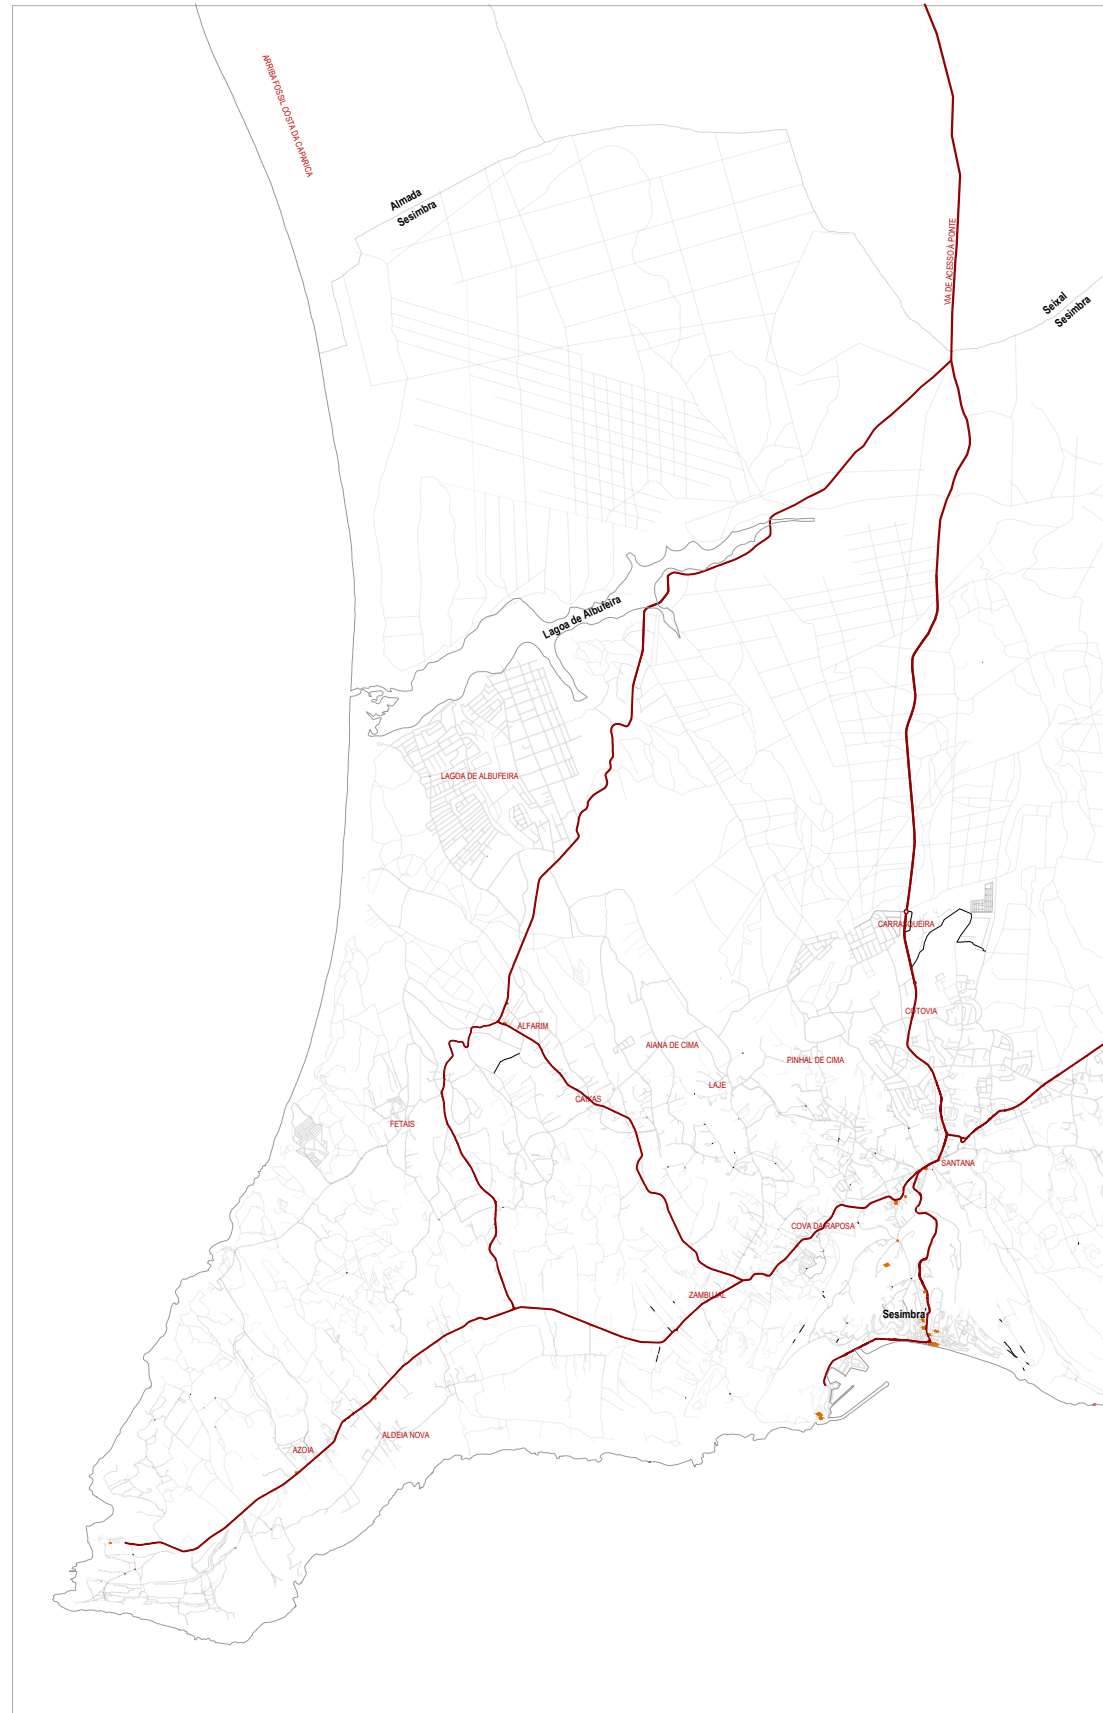 ARRIBA FOSSIL COSTA DA CAPARICA
Almada
Sesimbra
VIA DE ACESSO À PONTE
Seixal
Sesimbra
Lagoa de Albufeira
LAGOA DE ALBUFEIRA
CARRASQUEIRA
COTOVIA
ALFARIM
AIANA DE CIMA
PINHAL DE CIMA
LAJE
CAIXAS
FETAIS
SANTANA
COVA DA RAPOSA
ZAMBUJAL
Sesimbra
ALDEIA NOVA
AZOIA